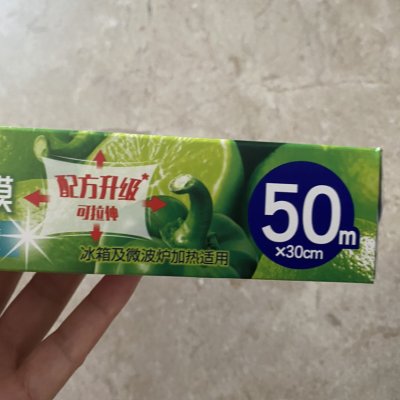 膜
配方升级
可拉伸
冰箱及微波炉加热适用
50m
×30cm